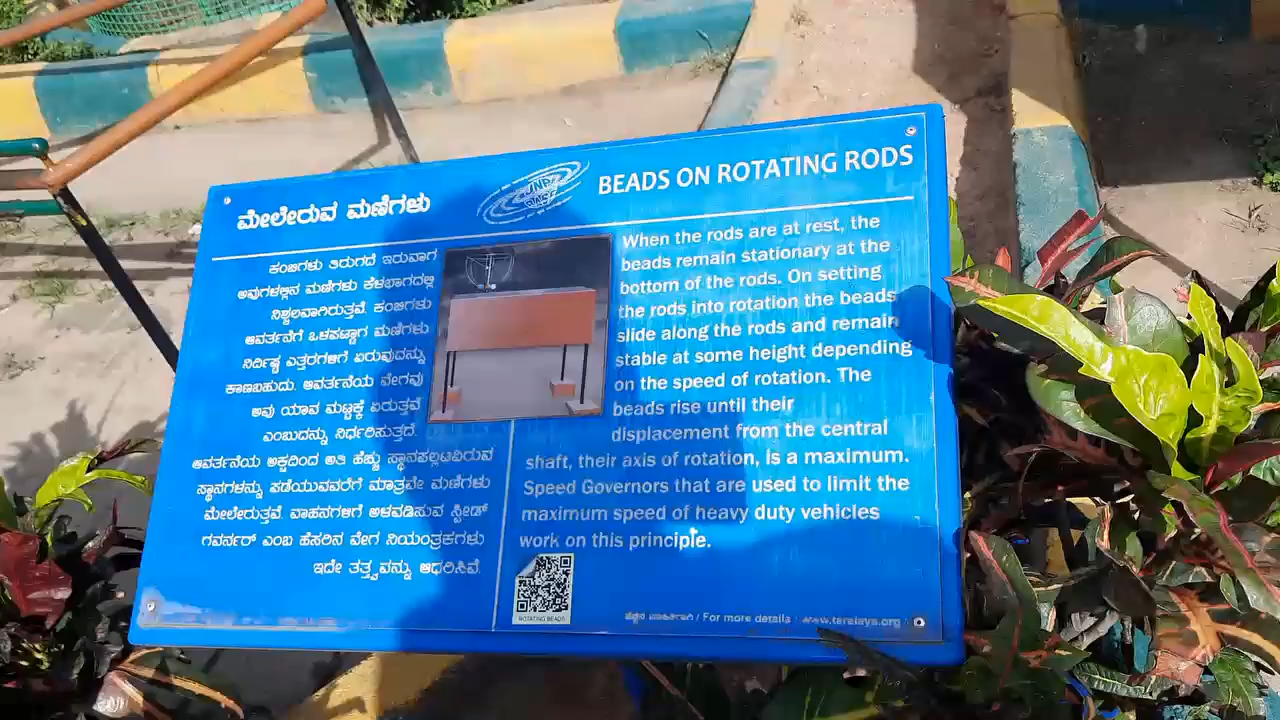 ಮೇಲೇರುವ ಮಣಿಗಳು
BEADS ON ROTATING RODS
ಕಂಬಿಗಳು ತಿರುಗದೆ ಇರುವಾಗ
ಅವುಗಳಲ್ಲಿನ ಮಣಿಗಳು ಕೆಳಭಾಗದಲ್ಲಿ
ನಿಶ್ಚಲವಾಗಿರುತ್ತವೆ. ಕಂಬಿಗಳು
ಆವರ್ತನೆಗೆ ಒಳಪಟ್ಟಾಗ ಮಣಿಗಳು
ನಿರ್ದಿಷ್ಟ ಎತ್ತರಗಳಿಗೆ ಏರುವುದನ್ನು
ಕಾಣಬಹುದು. ಆವರ್ತನೆಯ ವೇಗವು
ಅವು ಯಾವ ಮಟ್ಟಕ್ಕೆ ಏರುತ್ತವೆ
ಎಂಬುದನ್ನು ನಿರ್ಧರಿಸುತ್ತದೆ.
ಆವರ್ತನೆಯ ಅಕ್ಷದಿಂದ ಅತಿ ಹೆಚ್ಚು ಸ್ಥಾನಪಲ್ಲಟವಿರುವ
ಸ್ಥಾನಗಳನ್ನು ಪಡೆಯುವವರೆಗೆ ಮಾತ್ರವೇ ಮಣಿಗಳು
ಮೇಲೇರುತ್ತವೆ. ವಾಹನಗಳಿಗೆ ಅಳವಡಿಸುವ ಸ್ಪೀಡ್
ಗವರ್ನರ್ ಎಂಬ ಹೆಸರಿನ ವೇಗ ನಿಯಂತ್ರಕಗಳು
ಇದೇ ತತ್ತ್ವವನ್ನು ಆಧರಿಸಿವೆ.
When the rods are at rest, the
beads remain stationary at the
bottom of the rods. On setting
the rods into rotation the beads
slide along the rods and remain
stable at some height depending
on the speed of rotation. The
beads rise until their
displacement from the central
shaft, their axis of rotation, is a maximum.
Speed Governors that are used to limit the
maximum speed of heavy duty vehicles
work on this principle.
ROTATING BEADS
ಹೆಚ್ಚಿನ ಮಾಹಿತಿಗಾಗಿ / For more details : www.taralaya.org